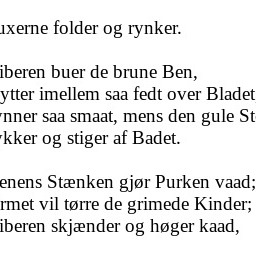 uxerne folder og rynker.
iberen buer de brune Ben,
ytter imellem saa fedt over Bladet
nner saa smaat, mens den gule St
kker og stiger af Badet.
enens Stænken gjør Purken vaad;
rmet vil tørre de grimede Kinder;
iberen skjænder og høger kaad,